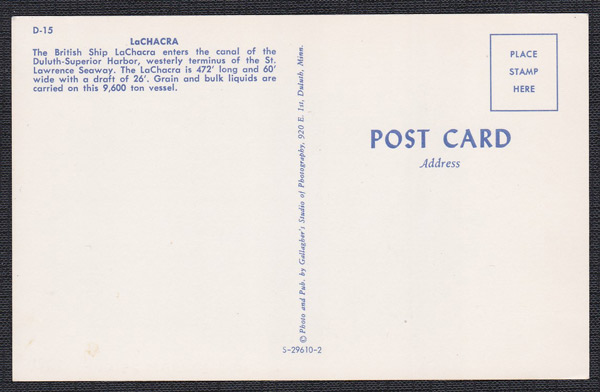 D-15
LaCHACRA
The British Ship LaChacra enters the canal of the
Duluth-Superior Harbor, westerly terminus of the St.
Lawrence Seaway. The LaChacra is 472' long and 60'
wide with a draft of 26'. Grain and bulk liquids are
carried on this 9,600 ton vessel.
© Photo and Pub. by Gallagher's Studio of Photography, 920 E. 1st, Duluth, Minn.
S-29610-2
PLACE
STAMP
HERE
POST CARD
Address